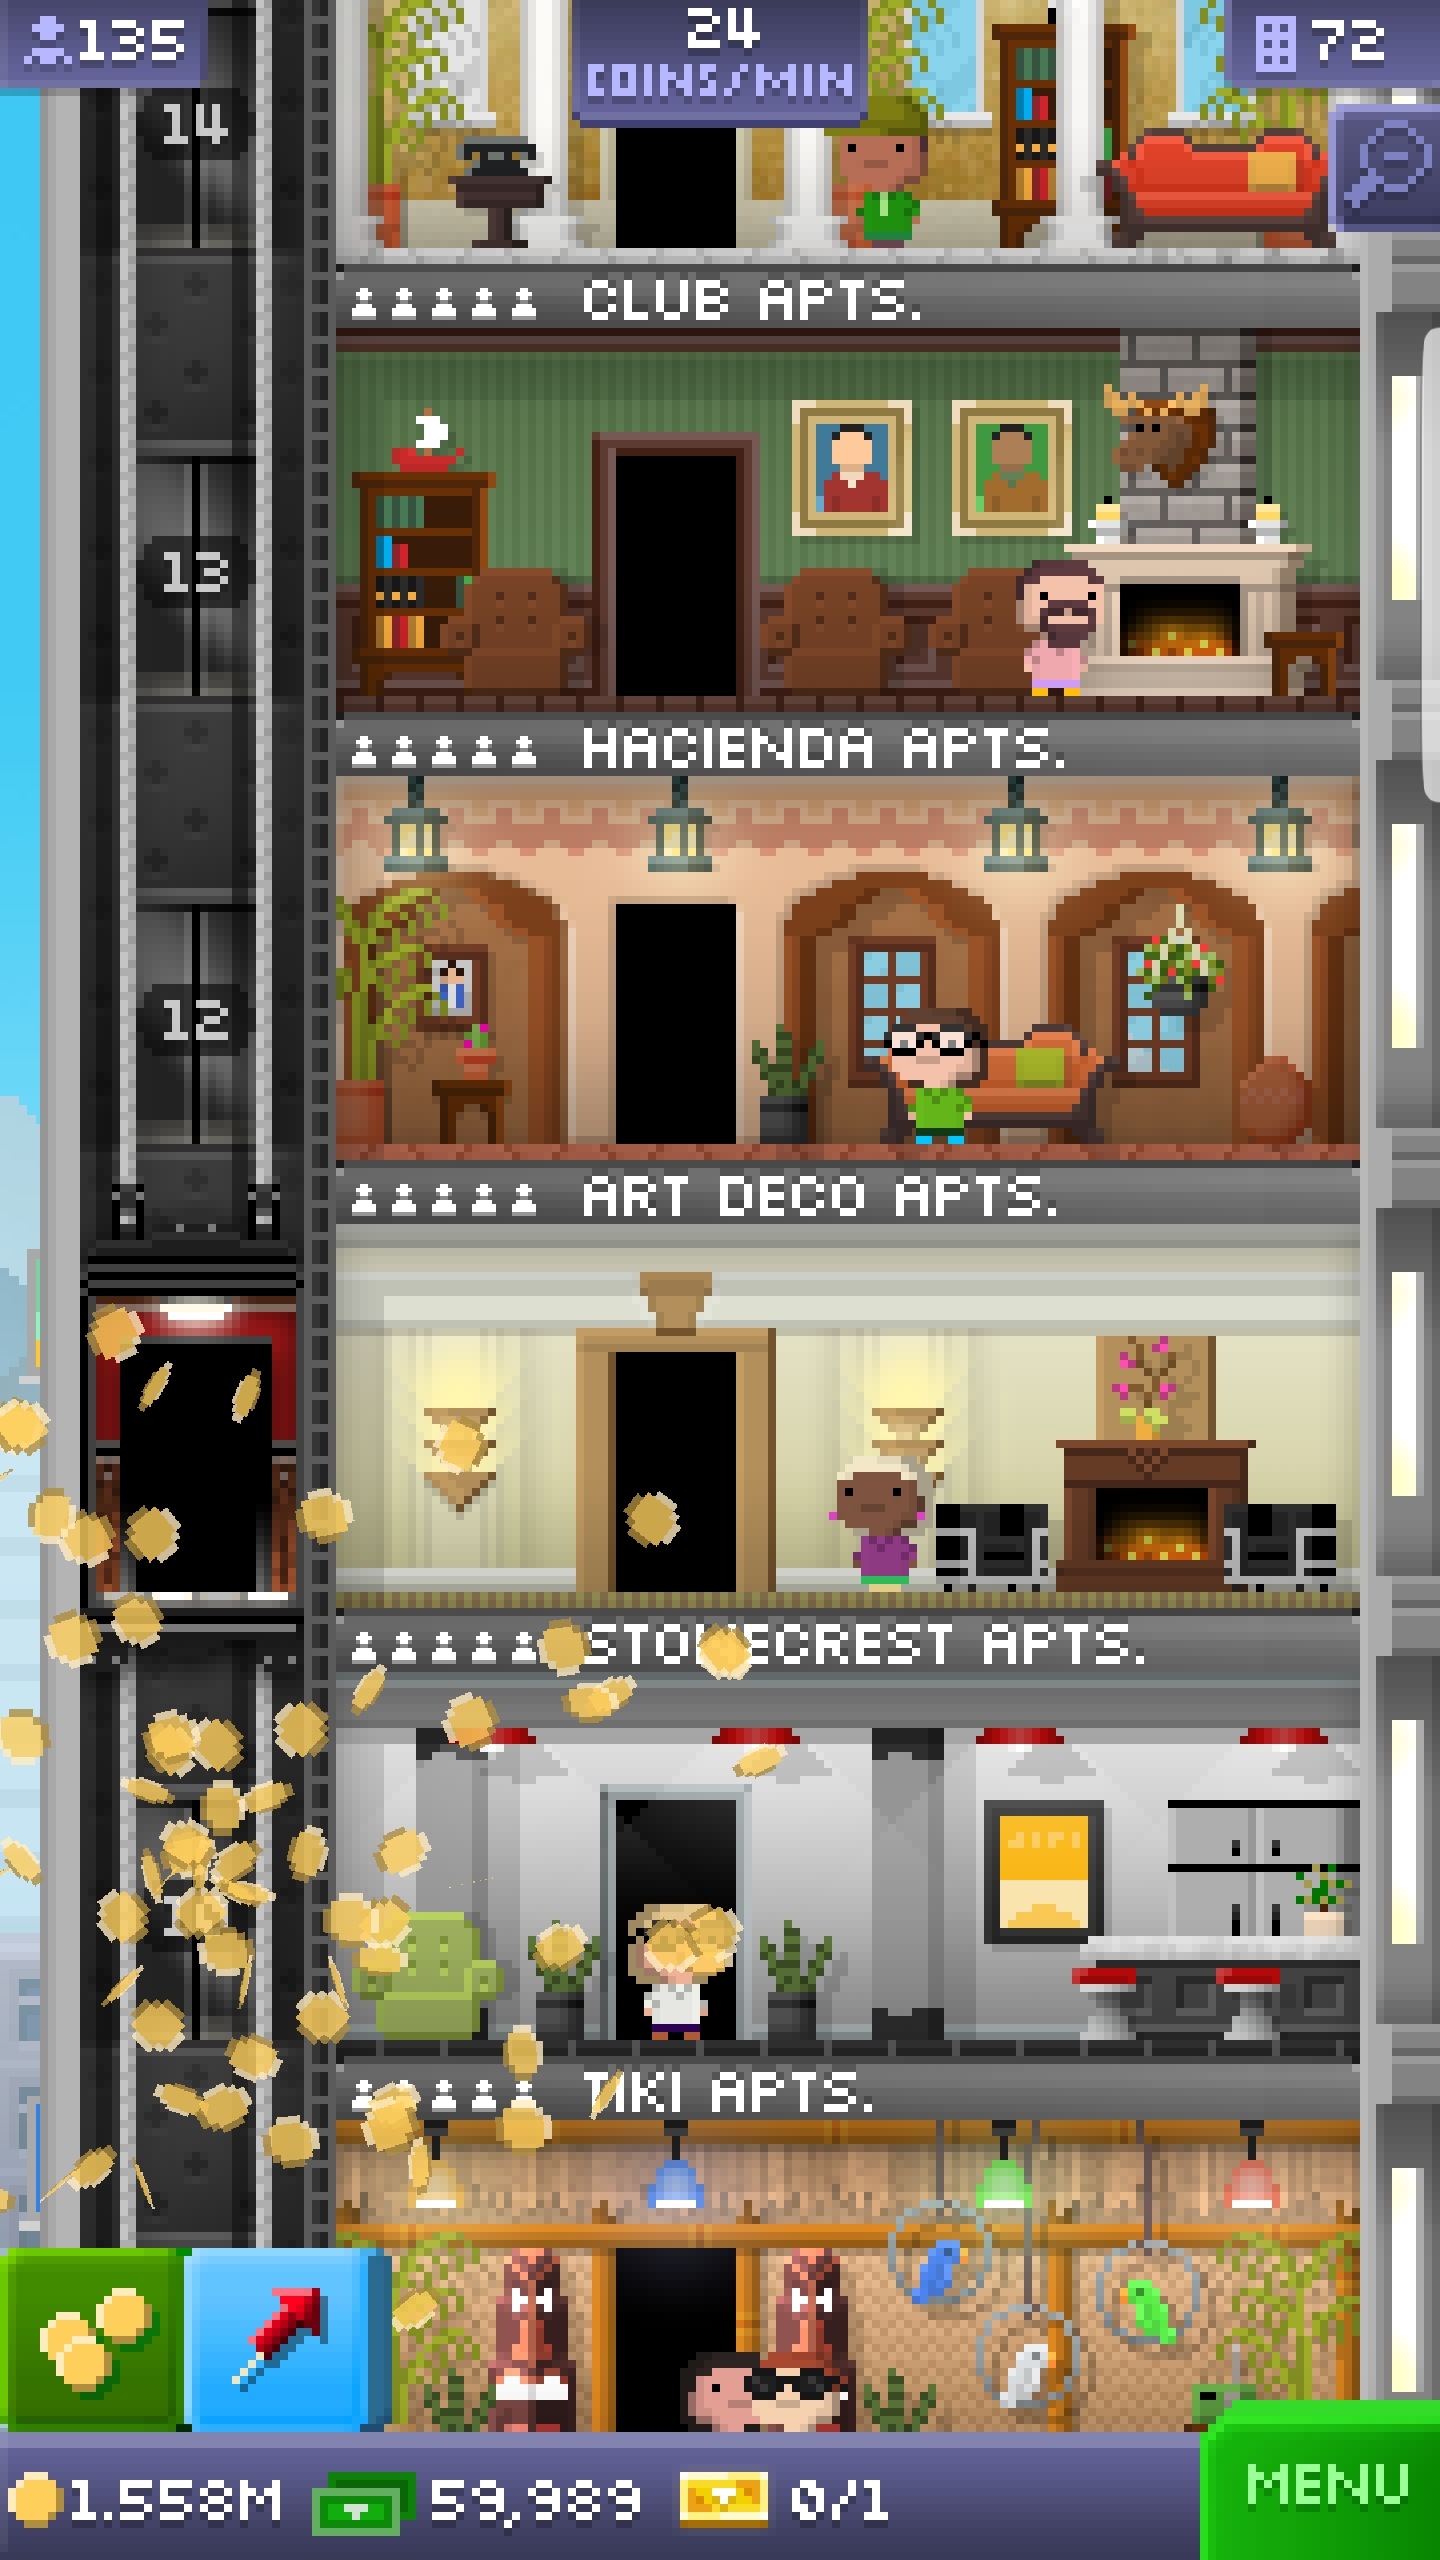 135
24
COINS/MIN
72
14
CLUB APTS.
13
HACIENDA APTS.
12
ART DECO APTS.
STONECREST APTS.
TIKI APTS.
1.558M
59,989
0/1
MENU